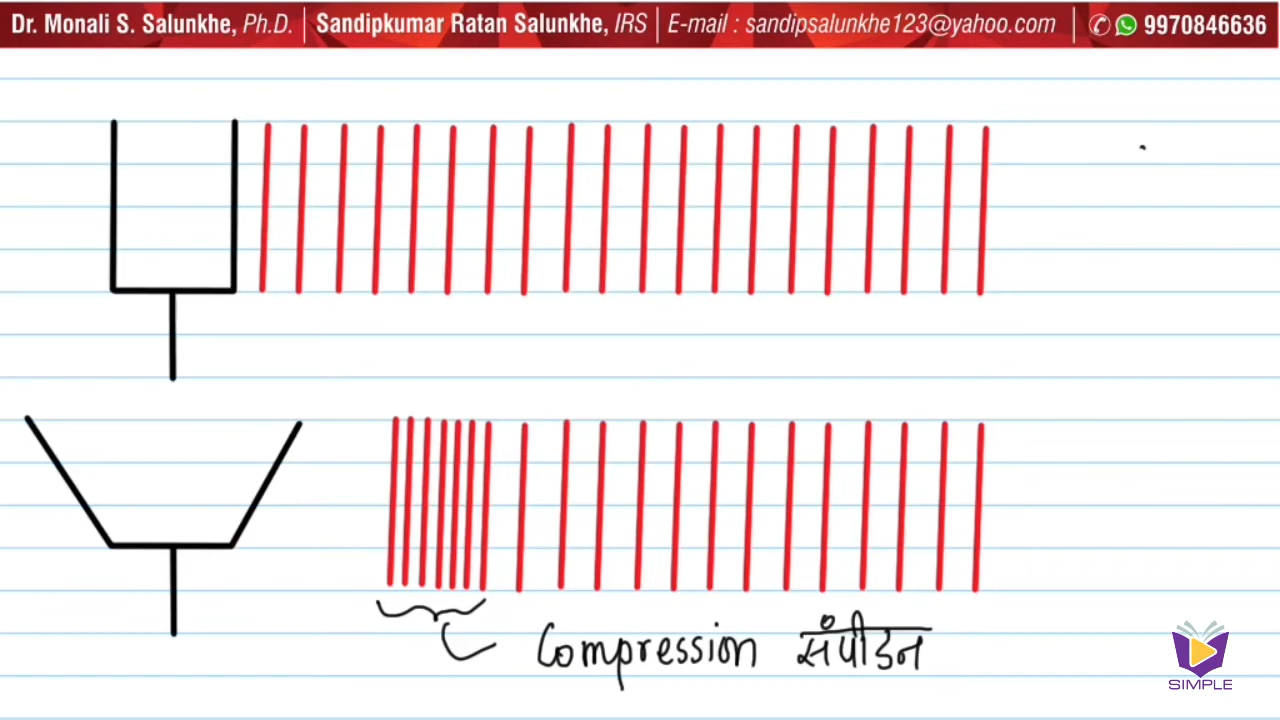 Dr. Monali S. Salunkhe, Ph.D. | Sandipkumar Ratan Salunkhe, IRS | E-mail : sandipsalunkhe123@yahoo.com | 9970846636
Compression संपीडन
SIMPLE